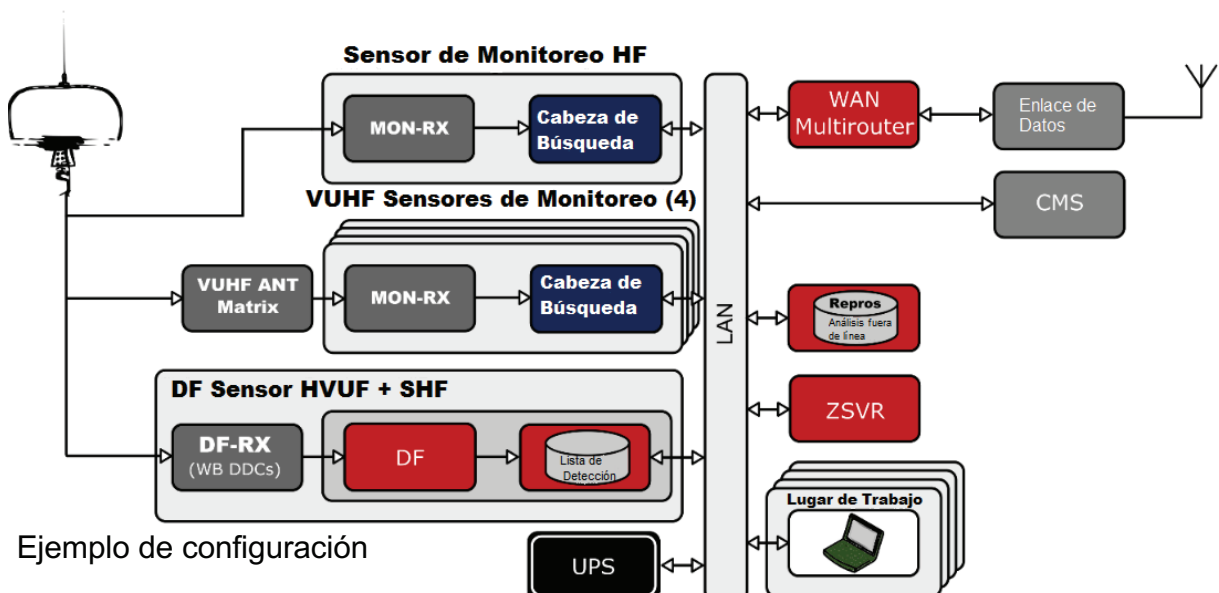 Sensor de Monitoreo HF
MON-RX
Cabeza de
Búsqueda
VUHF Sensores de Monitoreo (4)
VUHF ANT
Matrix
MON-RX
Cabeza de
Búsqueda
DF Sensor HVUF + SHF
DF-RX
(WB DDCs)
DF
Lista de
Detección
Ejemplo de configuración
UPS
LAN
WAN
Multirouter
Enlace de
Datos
CMS
Repros
Análisis fuera
de línea
ZSVR
Lugar de Trabajo